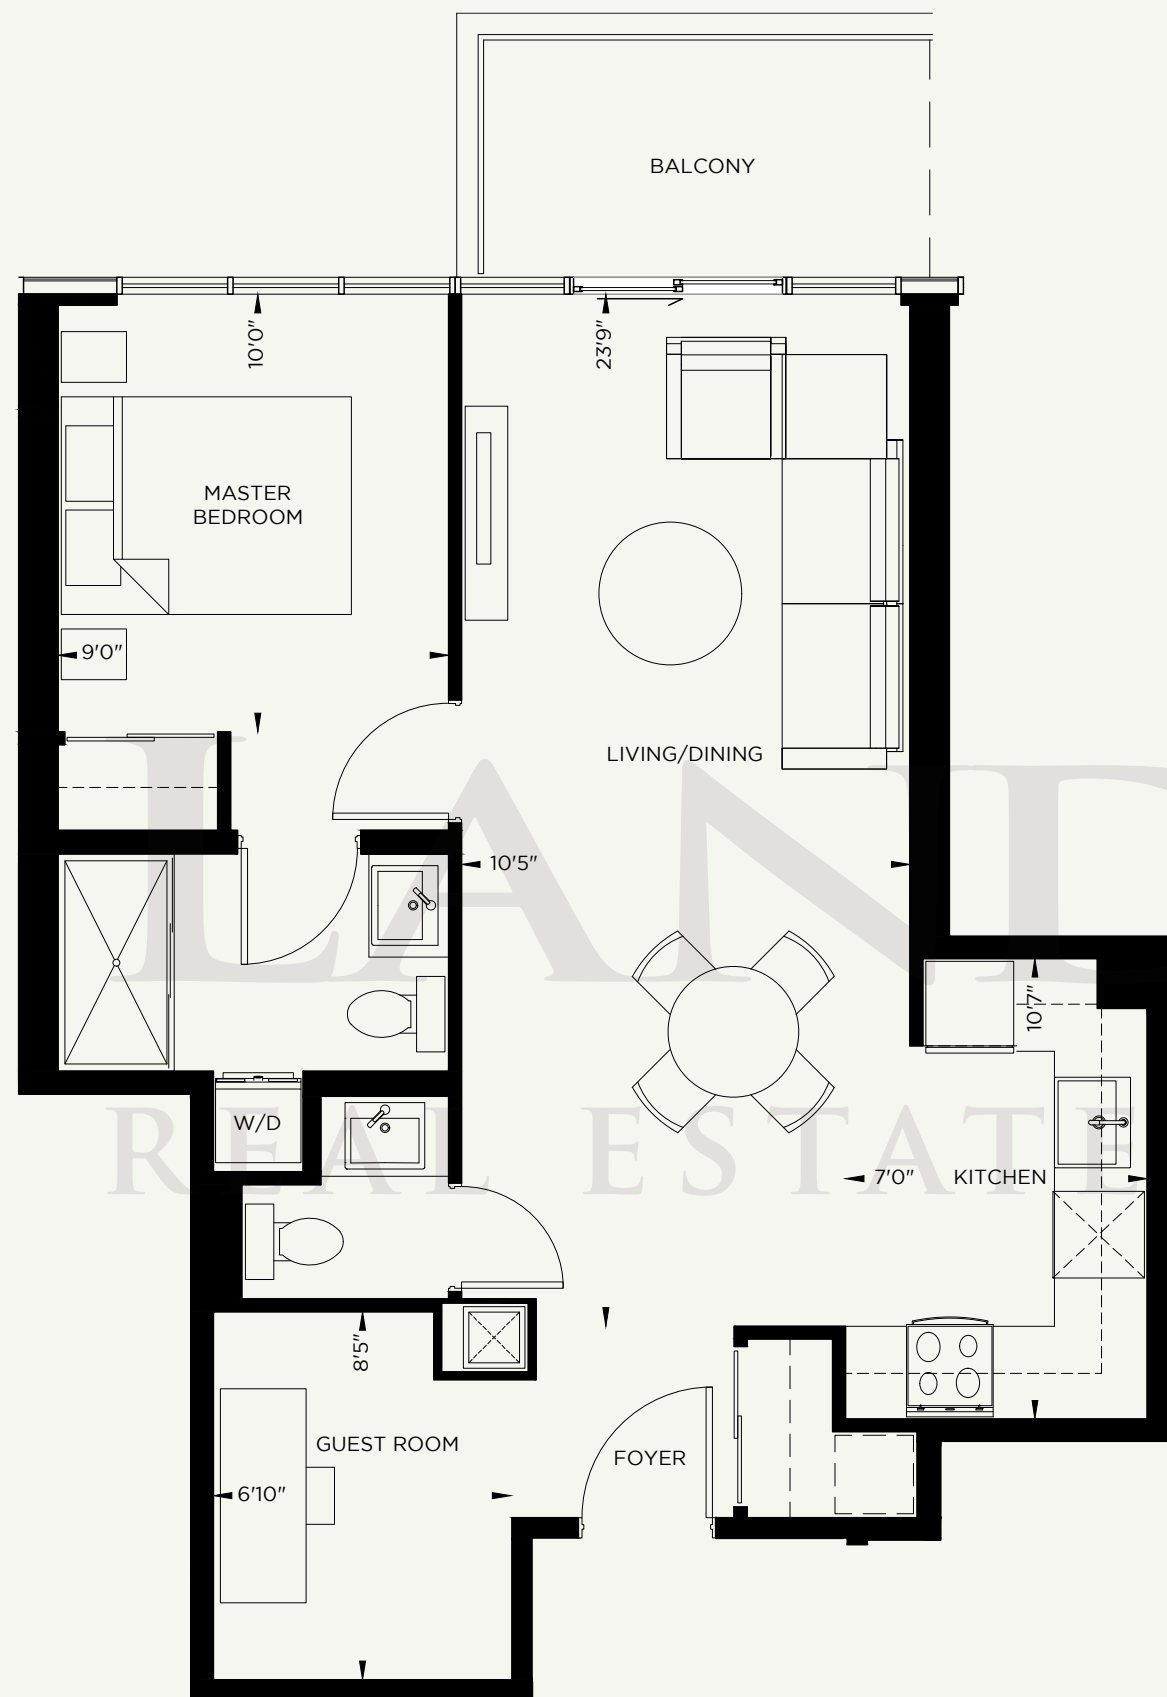 BALCONY
10'0"
23'9"
MASTER
BEDROOM
9'0"
LIVING/DINING
LAND
10'5"
10'7"
W/D
REAL ESTATE
7'0"
KITCHEN
8'5"
GUEST ROOM
FOYER
6'10"